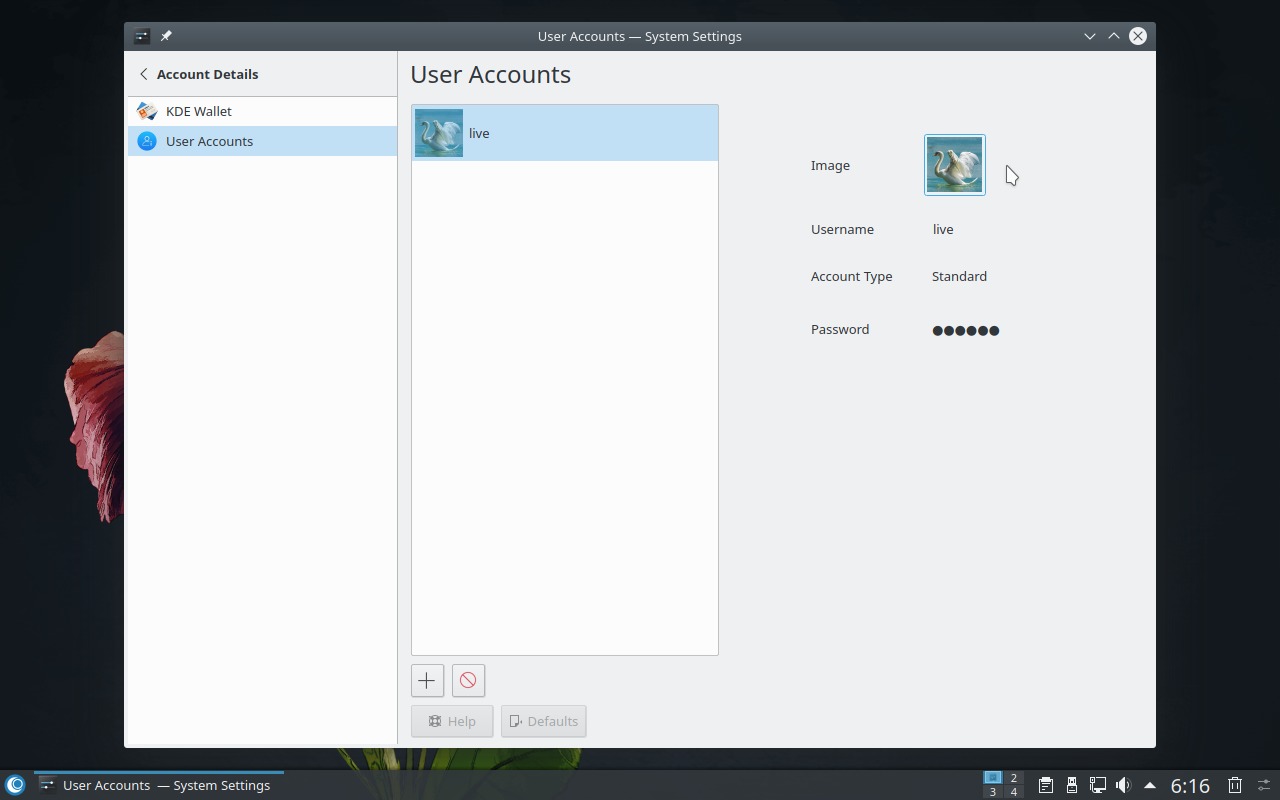 User Accounts — System Settings
Account Details
KDE Wallet
User Accounts
User Accounts
live
Image
Username live
Account Type Standard
Password ●●●●●●
Help Defaults
User Accounts — System Settings
2
3 4
6:16